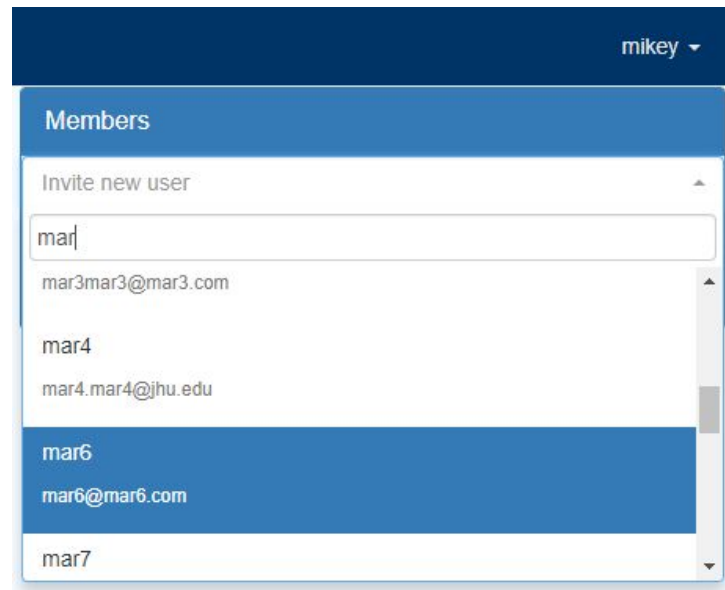 mikey
Members
Invite new user
mar
mar3mar3@mar3.com
mar4
mar4.mar4@jhu.edu
mar6
mar6@mar6.com
mar7